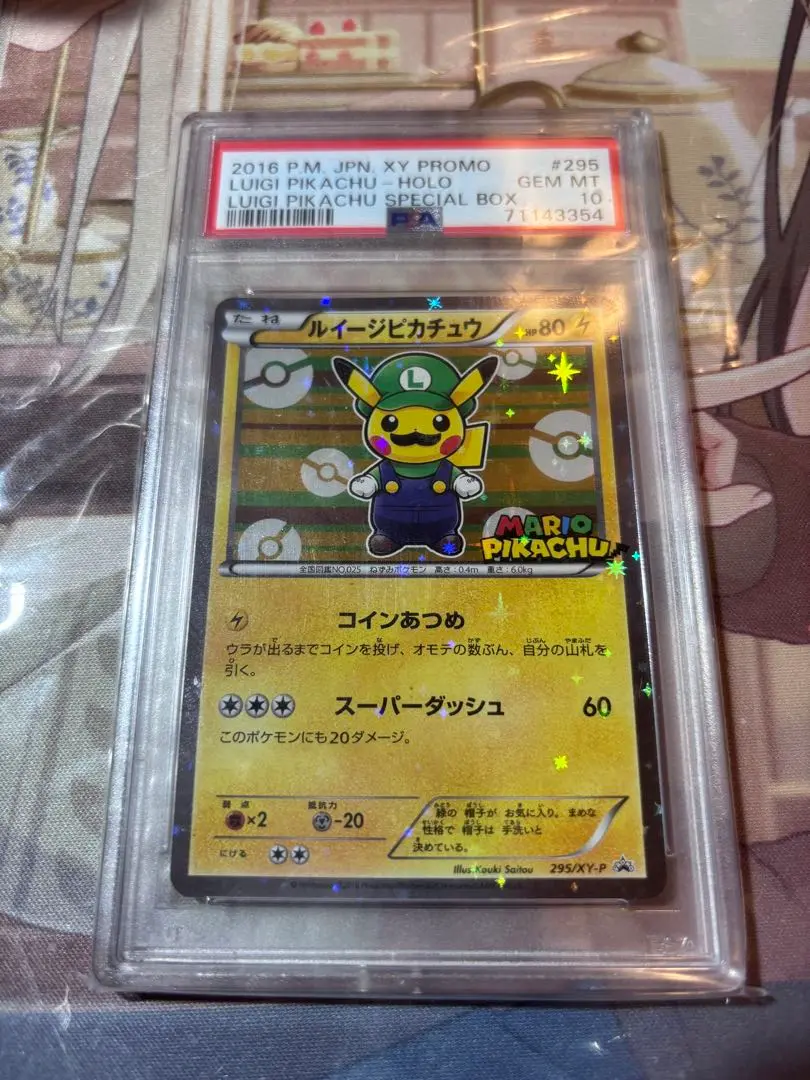 2016 P.M. JPN. XY PROMO #295
LUIGI PIKACHU-HOLO GEM MT
LUIGI PIKACHU SPECIAL BOX 10
PSA 71143354
たね ルイージピカチュウ HP80
L
MARIO
PIKACHU
全国図鑑NO.025 ねずみポケモン 高さ:0.4m 重さ:6.0kg
コインあつめ
ウラが出るまでコインを投げ、オモテの数ぶん、自分の山札を
引く。
スーパーダッシュ 60
このポケモンにも20ダメージ。
弱点 抵抗力
×2 -20
にげる
緑の 帽子が お気に入り。まめな
性格で 帽子は 手洗いと
決めている。
Illus.Kouki Saitou 295/XY-P